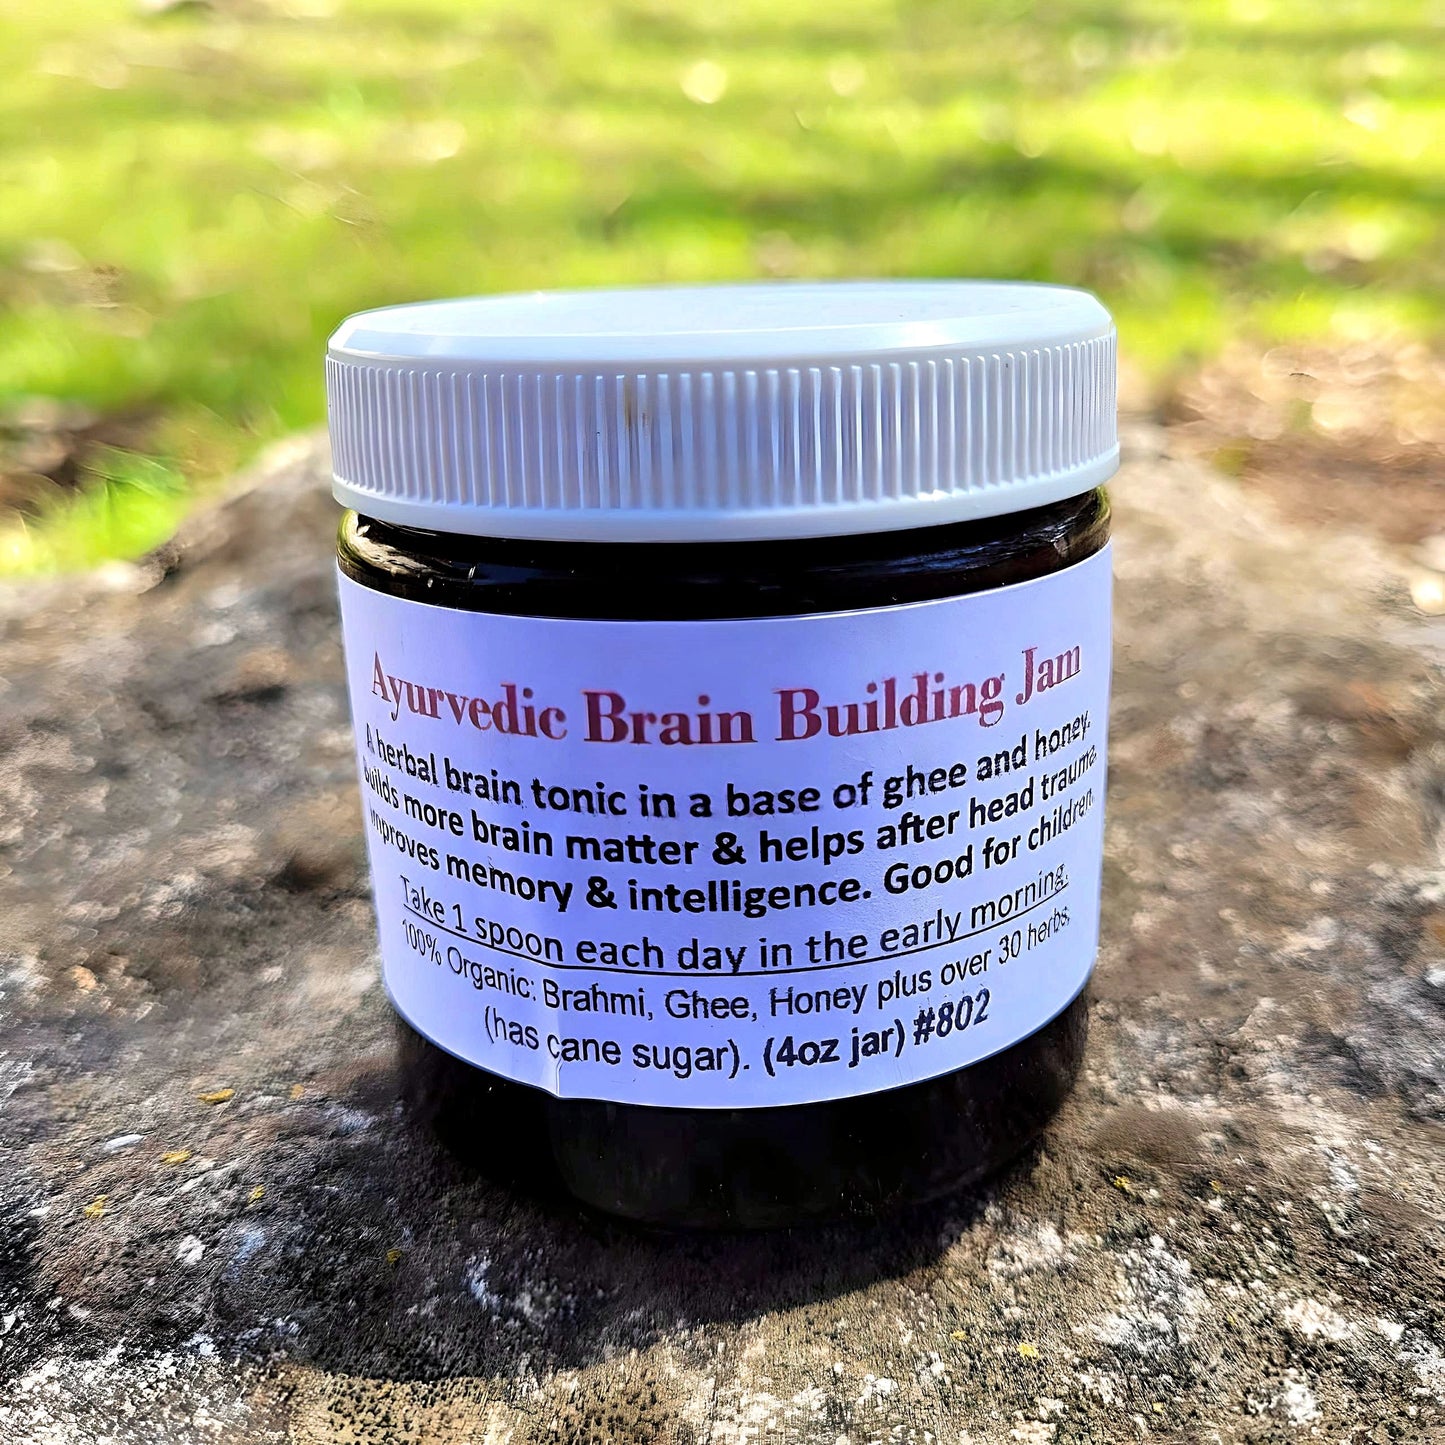 Ayurvedic Brain Building Jam
A herbal brain tonic in a base of ghee and honey.
Builds more brain matter & helps after head trauma.
Improves memory & intelligence. Good for children.
Take 1 spoon each day in the early morning.
100% Organic: Brahmi, Ghee, Honey plus over 30 herbs,
(has cane sugar). (4oz jar) #802